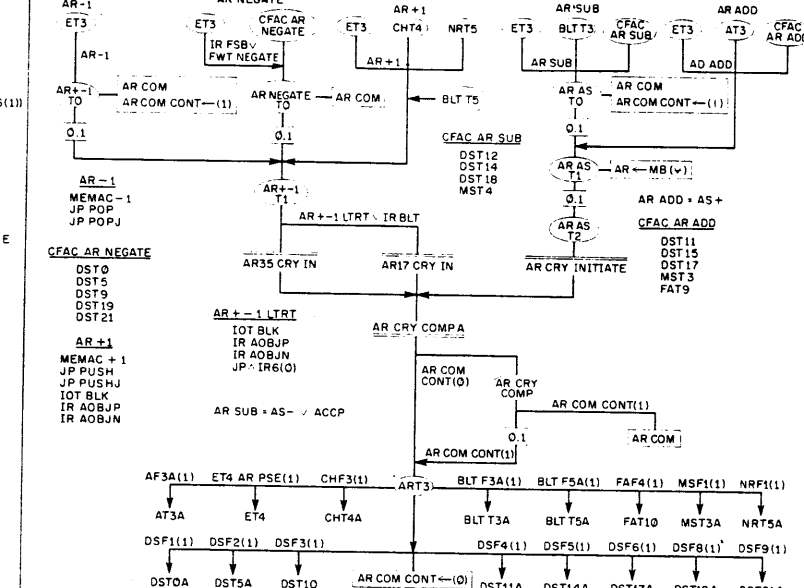 AR-1
AR NEGATE
AR+1
AR SUB
AR ADD
ET3
ET3
CFAC AR NEGATE
ET3
CHT4
NRT5
ET3
BLT T3
CFAC AR SUB
ET3
AT3
CFAC AR ADD
AR-1
IR FSB∨
FWT NEGATE
AR+1
AR SUB
AD ADD
AR+-1 T0
AR COM
AR COM CONT←(1)
AR NEGATE T0
AR COM
BLT T5
AR AS T0
AR COM
AR COM CONT←(1)
0.1
0.1
0.1
CFAC AR SUB
DST12
DST14
DST18
MST4
AR-1
MEMAC-1
JP POP
JP POPJ
AR+-1 T1
AR AS T1
AR←MB(∀)
0.1
AR ADD = AS+
AR+-1 LTRT ∨ IR BLT
AR AS T2
CFAC AR ADD
DST11
DST15
DST17
MST3
FAT9
E
CFAC AR NEGATE
DST0
DST5
DST9
DST19
DST21
AR35 CRY IN
AR17 CRY IN
AR CRY INITIATE
AR+-1 LTRT
IOT BLK
IR AOBJP
IR AOBJN
JP∧IR6(0)
AR CRY COMP A
AR+1
MEMAC+1
JP PUSH
JP PUSHJ
IOT BLK
IR AOBJP
IR AOBJN
AR COM CONT(0)
AR CRY COMP
AR SUB = AS- ∨ ACCP
AR COM CONT(1)
0.1
AR COM
AR COM CONT(1)
AF3A(1)
ET4 AR PSE(1)
CHF3(1)
ART3
BLT F3A(1)
BLT F5A(1)
FAF4(1)
MSF1(1)
NRF1(1)
AT3A
ET4
CHT4A
BLT T3A
BLT T5A
FAT10
MST3A
NRT5A
DSF1(1)
DSF2(1)
DSF3(1)
DSF4(1)
DSF5(1)
DSF6(1)
DSF8(1)
DSF9(1)
DST0A
DST5A
DST10
AR COM CONT←(0)
DST11A
DST14A
DST17A